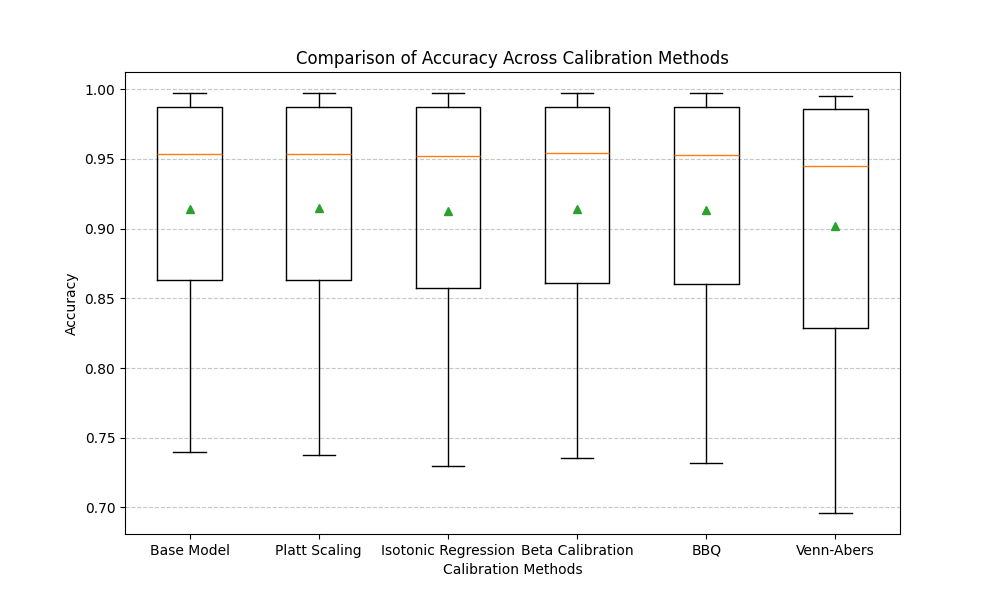 Comparison of Accuracy Across Calibration Methods
1.00
0.95
0.90
0.85
0.80
0.75
0.70
Accuracy
Base Model Platt Scaling Isotonic Regression Beta Calibration BBQ Venn-Abers
Calibration Methods